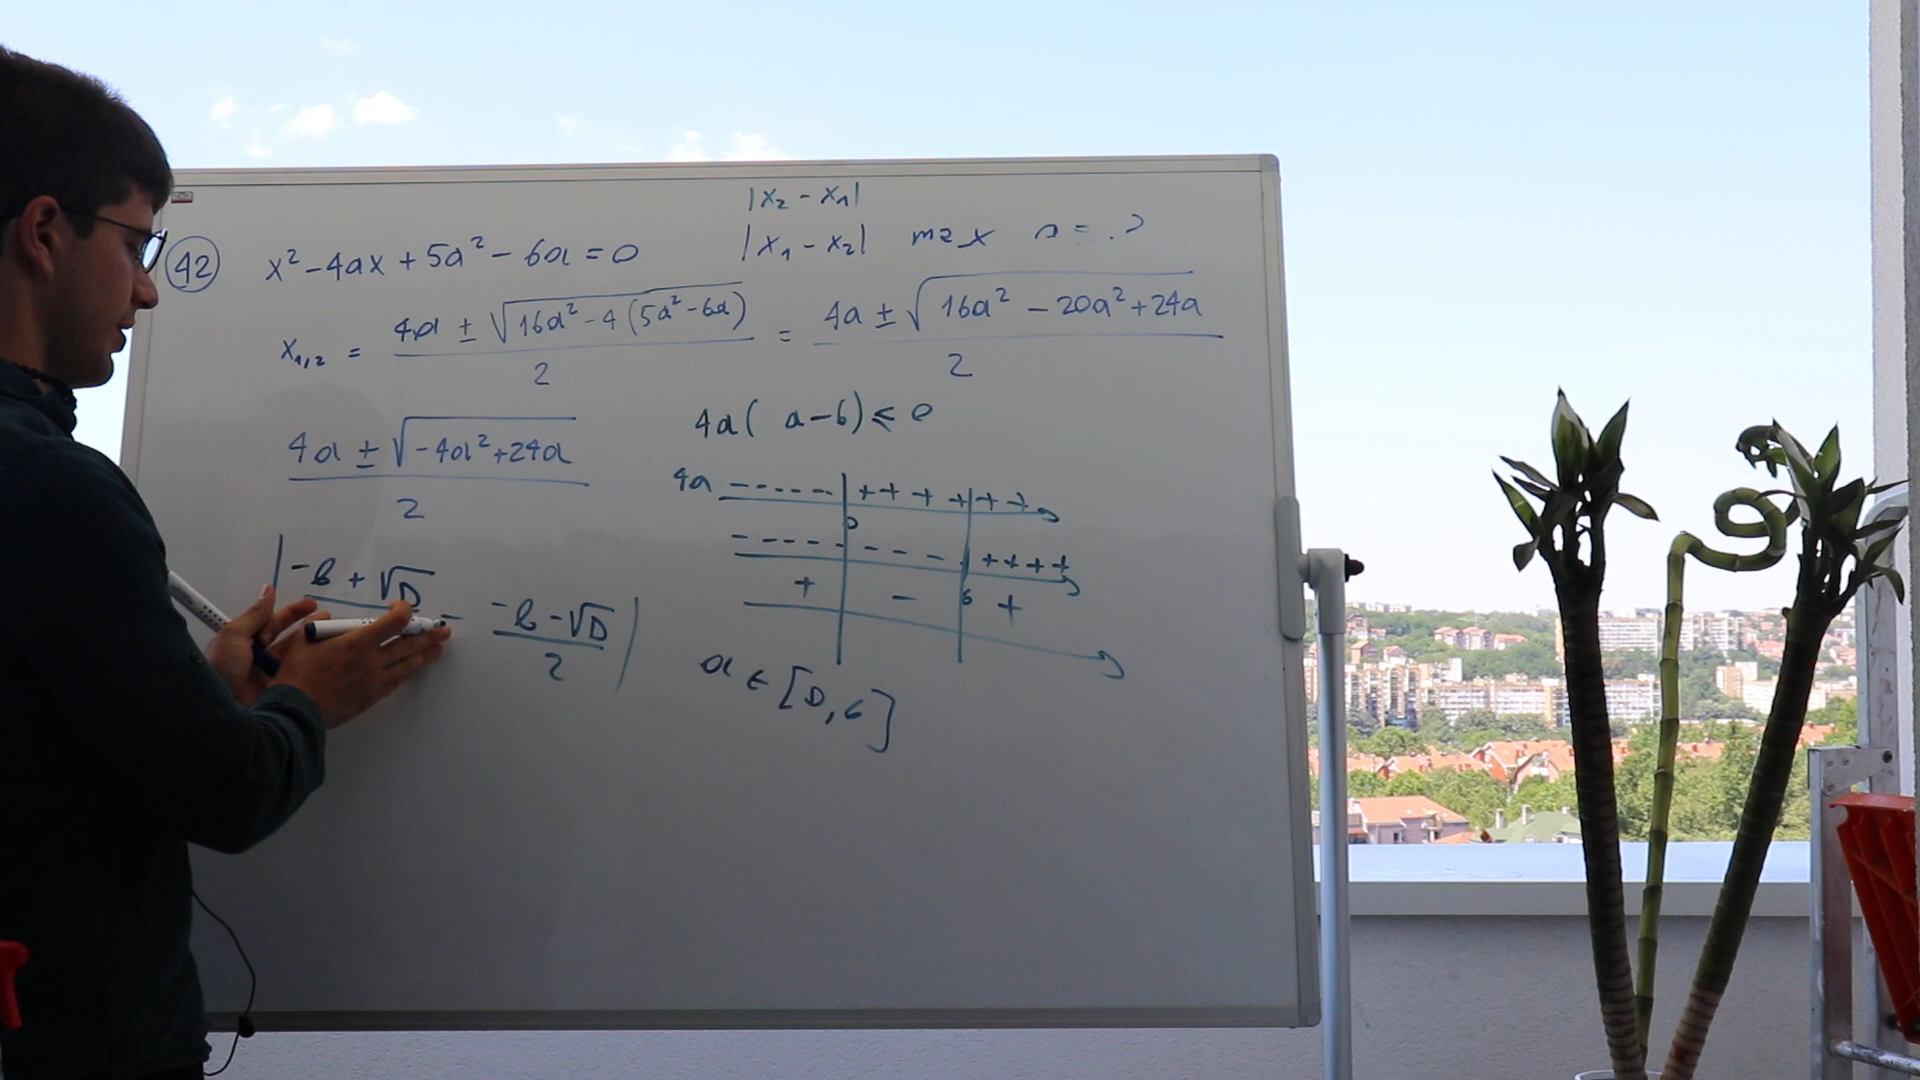 |x₂ - x₁|
42 x² - 4ax + 5a² - 6a = 0 |x₁ - x₂| max a = ?
x₁,₂ = (4a ± √(16a² - 4(5a² - 6a))) / 2 = (4a ± √(16a² - 20a² + 24a)) / 2
(4a ± √(-4a² + 24a)) / 2
4a( a - 6) ≤ 0
4a - - - - - + + + + + +
0
- - - - - - - - + + + +
+ - 6 +
|(-b + √D) - (-b - √D) / 2|
a ∈ [0, 6]